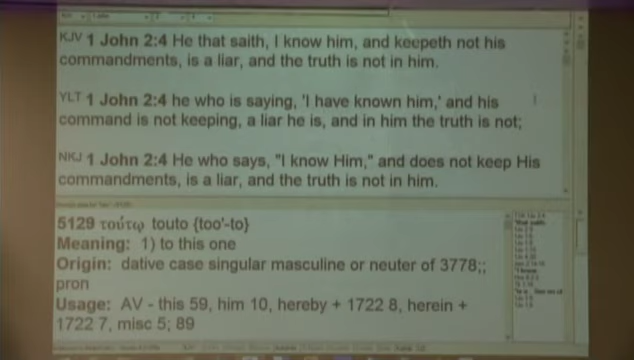 KJV 1 John 2:4 He that saith, I know him, and keepeth not his
commandments, is a liar, and the truth is not in him.
YLT 1 John 2:4 he who is saying, 'I have known him,' and his
command is not keeping, a liar he is, and in him the truth is not;
NKJ 1 John 2:4 He who says, "I know Him," and does not keep His
commandments, is a liar, and the truth is not in him.
5129 τούτῳ touto {too'-to}
Meaning: 1) to this one
Origin: dative case singular masculine or neuter of 3778;;
pron
Usage: AV - this 59, him 10, hereby + 1722 8, herein +
1722 7, misc 5; 89